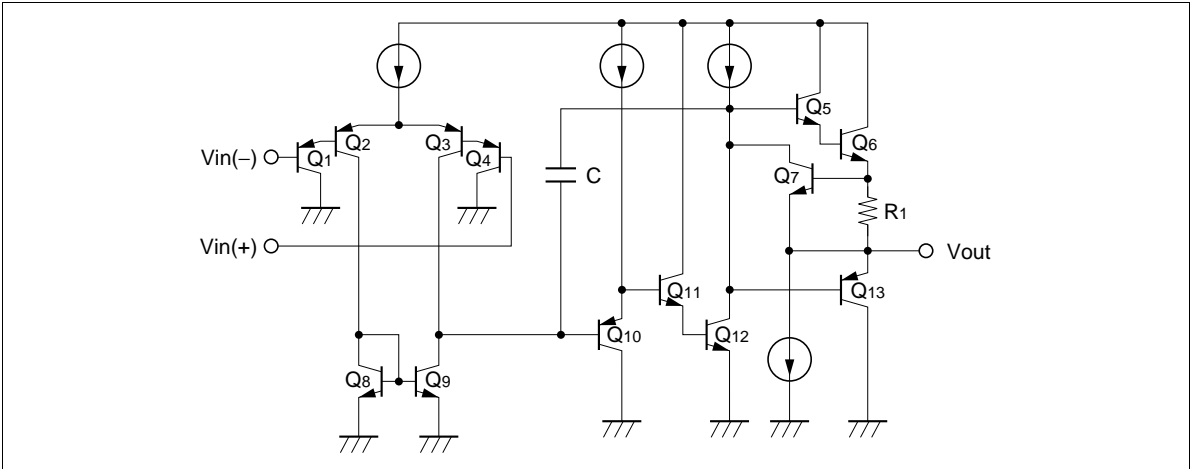 Q5
Q2
Q3
Q6
Vin(−)
Q1
Q4
C
Q7
R1
Vin(+)
Vout
Q11
Q13
Q10
Q12
Q8
Q9